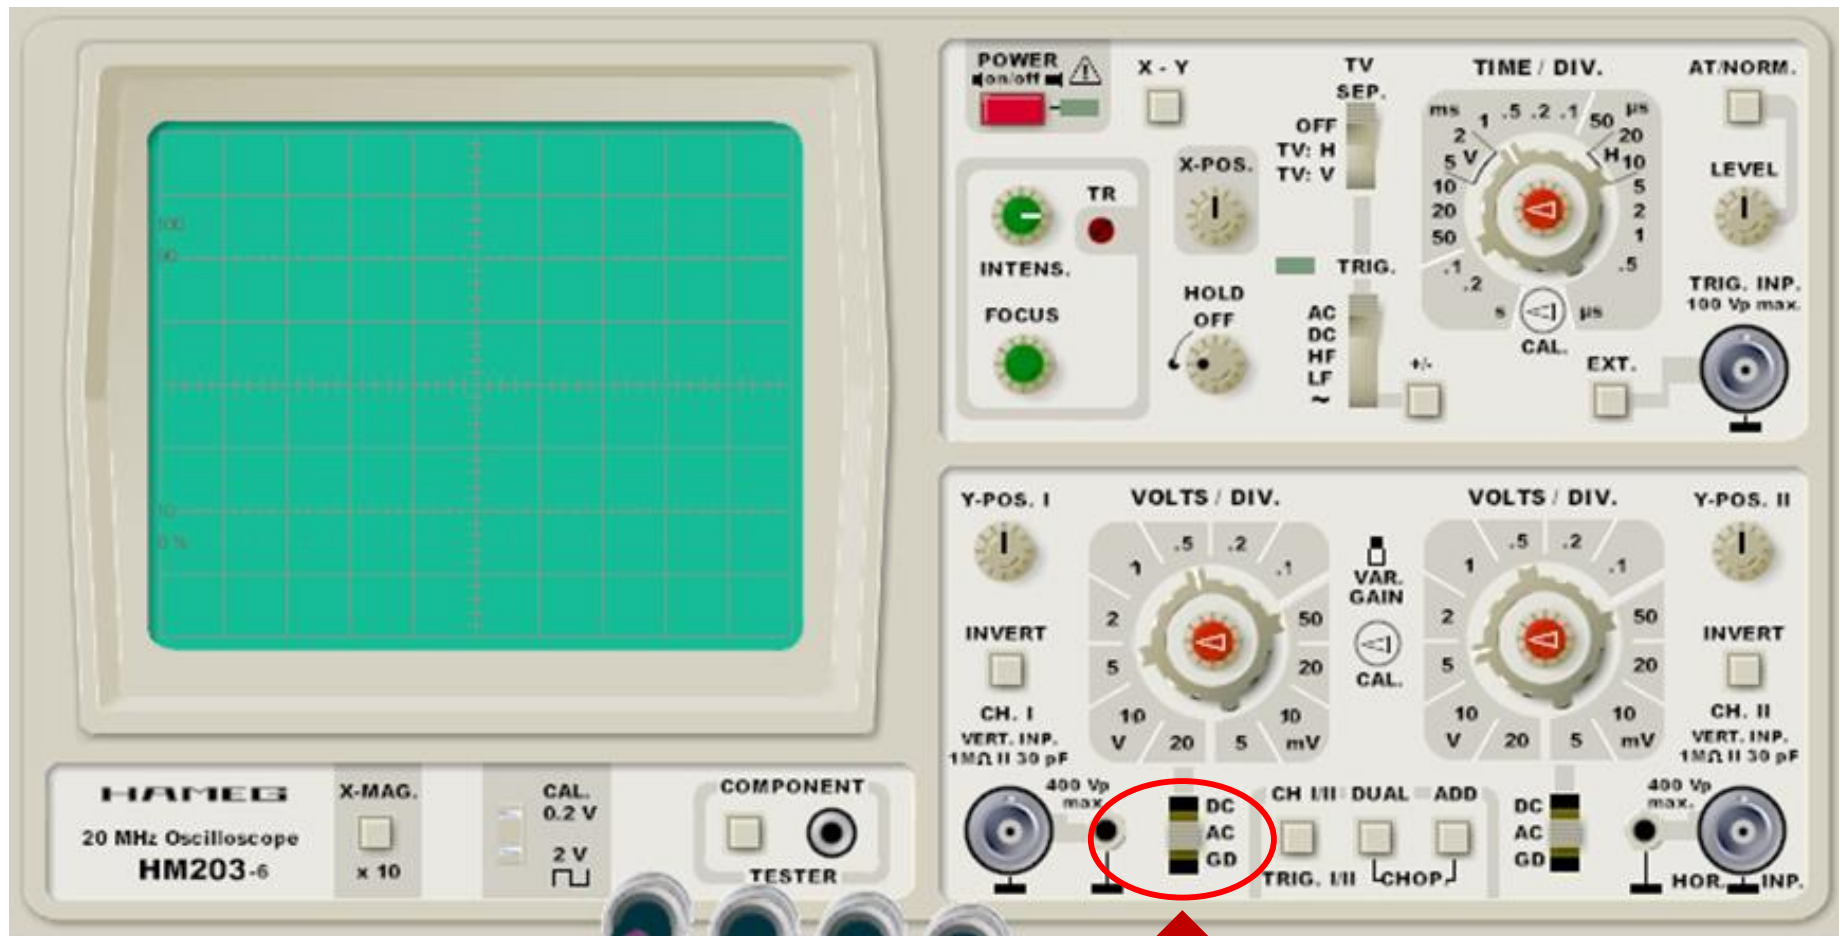 POWER
on/off
X - Y
TV
SEP.
OFF
TV: H
TV: V
TIME / DIV.
AT/NORM.
ms
1
.5
.2
.1
50
µs
2
20
5
V
H
10
10
5
20
2
50
1
.1
.5
.2
s
µs
CAL.
X-POS.
LEVEL
TR
INTENS.
TRIG.
TRIG. INP.
100 Vp max.
FOCUS
HOLD
OFF
AC
DC
HF
LF
~
+/-
EXT.
100
90
10
0 %
Y-POS. I
VOLTS / DIV.
VOLTS / DIV.
Y-POS. II
.5
.2
1
.1
2
50
5
20
10
10
V
20
5
mV
VAR.
GAIN
CAL.
.5
.2
1
.1
2
50
5
20
10
10
V
20
5
mV
INVERT
INVERT
CH. I
VERT. INP.
1MΩ II 30 pF
CH. II
VERT. INP.
1MΩ II 30 pF
400 Vp
max.
DC
AC
GD
CH I/II
DUAL
ADD
TRIG. I/II
CHOP.
DC
AC
GD
400 Vp
max.
HOR. INP.
HAMEG
20 MHz Oscilloscope
HM203-6
X-MAG.
x 10
CAL.
0.2 V
2 V
COMPONENT
TESTER